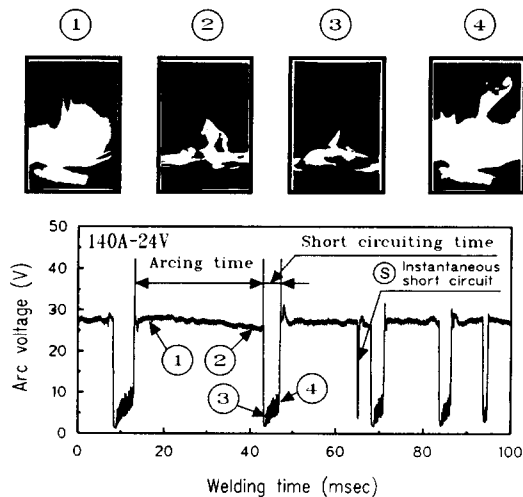 ① ② ③ ④
50
40
30
20
10
0
Arc voltage (V)
140A-24V
Short circuiting time
Arcing time
Ⓢ Instantaneous
short circuit
① ②
③ ④
0 20 40 60 80 100
Welding time (msec)